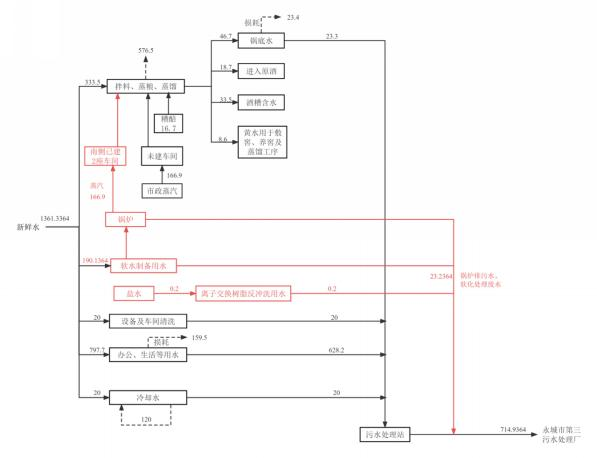 损耗
23.4
576.5
46.7
锅底水
23.3
333.5
拌料、蒸粮、蒸馏
18.7
进入原酒
33.5
酒糟含水
糟醅
16.7
8.6
黄水用于敷
窖、养窖及
蒸馏工序
南侧已建
2座车间
未建车间
蒸汽
166.9
166.9
市政蒸汽
1361.3364
新鲜水
锅炉
190.1364
软水制备用水
23.2364
锅炉排污水、
软化处理废水
盐水
0.2
离子交换树脂反冲洗用水
0.2
20
设备及车间清洗
20
损耗
159.5
797.7
办公、生活等用水
628.2
20
冷却水
20
120
污水处理站
714.9364
永城市第三
污水处理厂